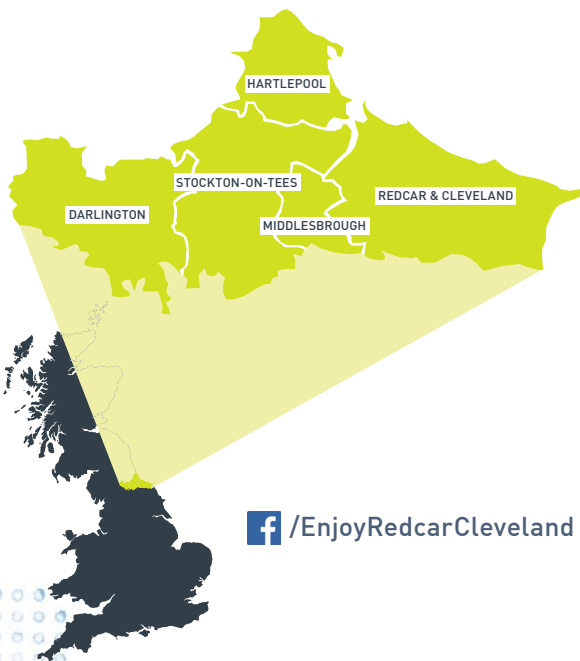 HARTLEPOOL
STOCKTON-ON-TEES
DARLINGTON
REDCAR & CLEVELAND
MIDDLESBROUGH
/EnjoyRedcarCleveland